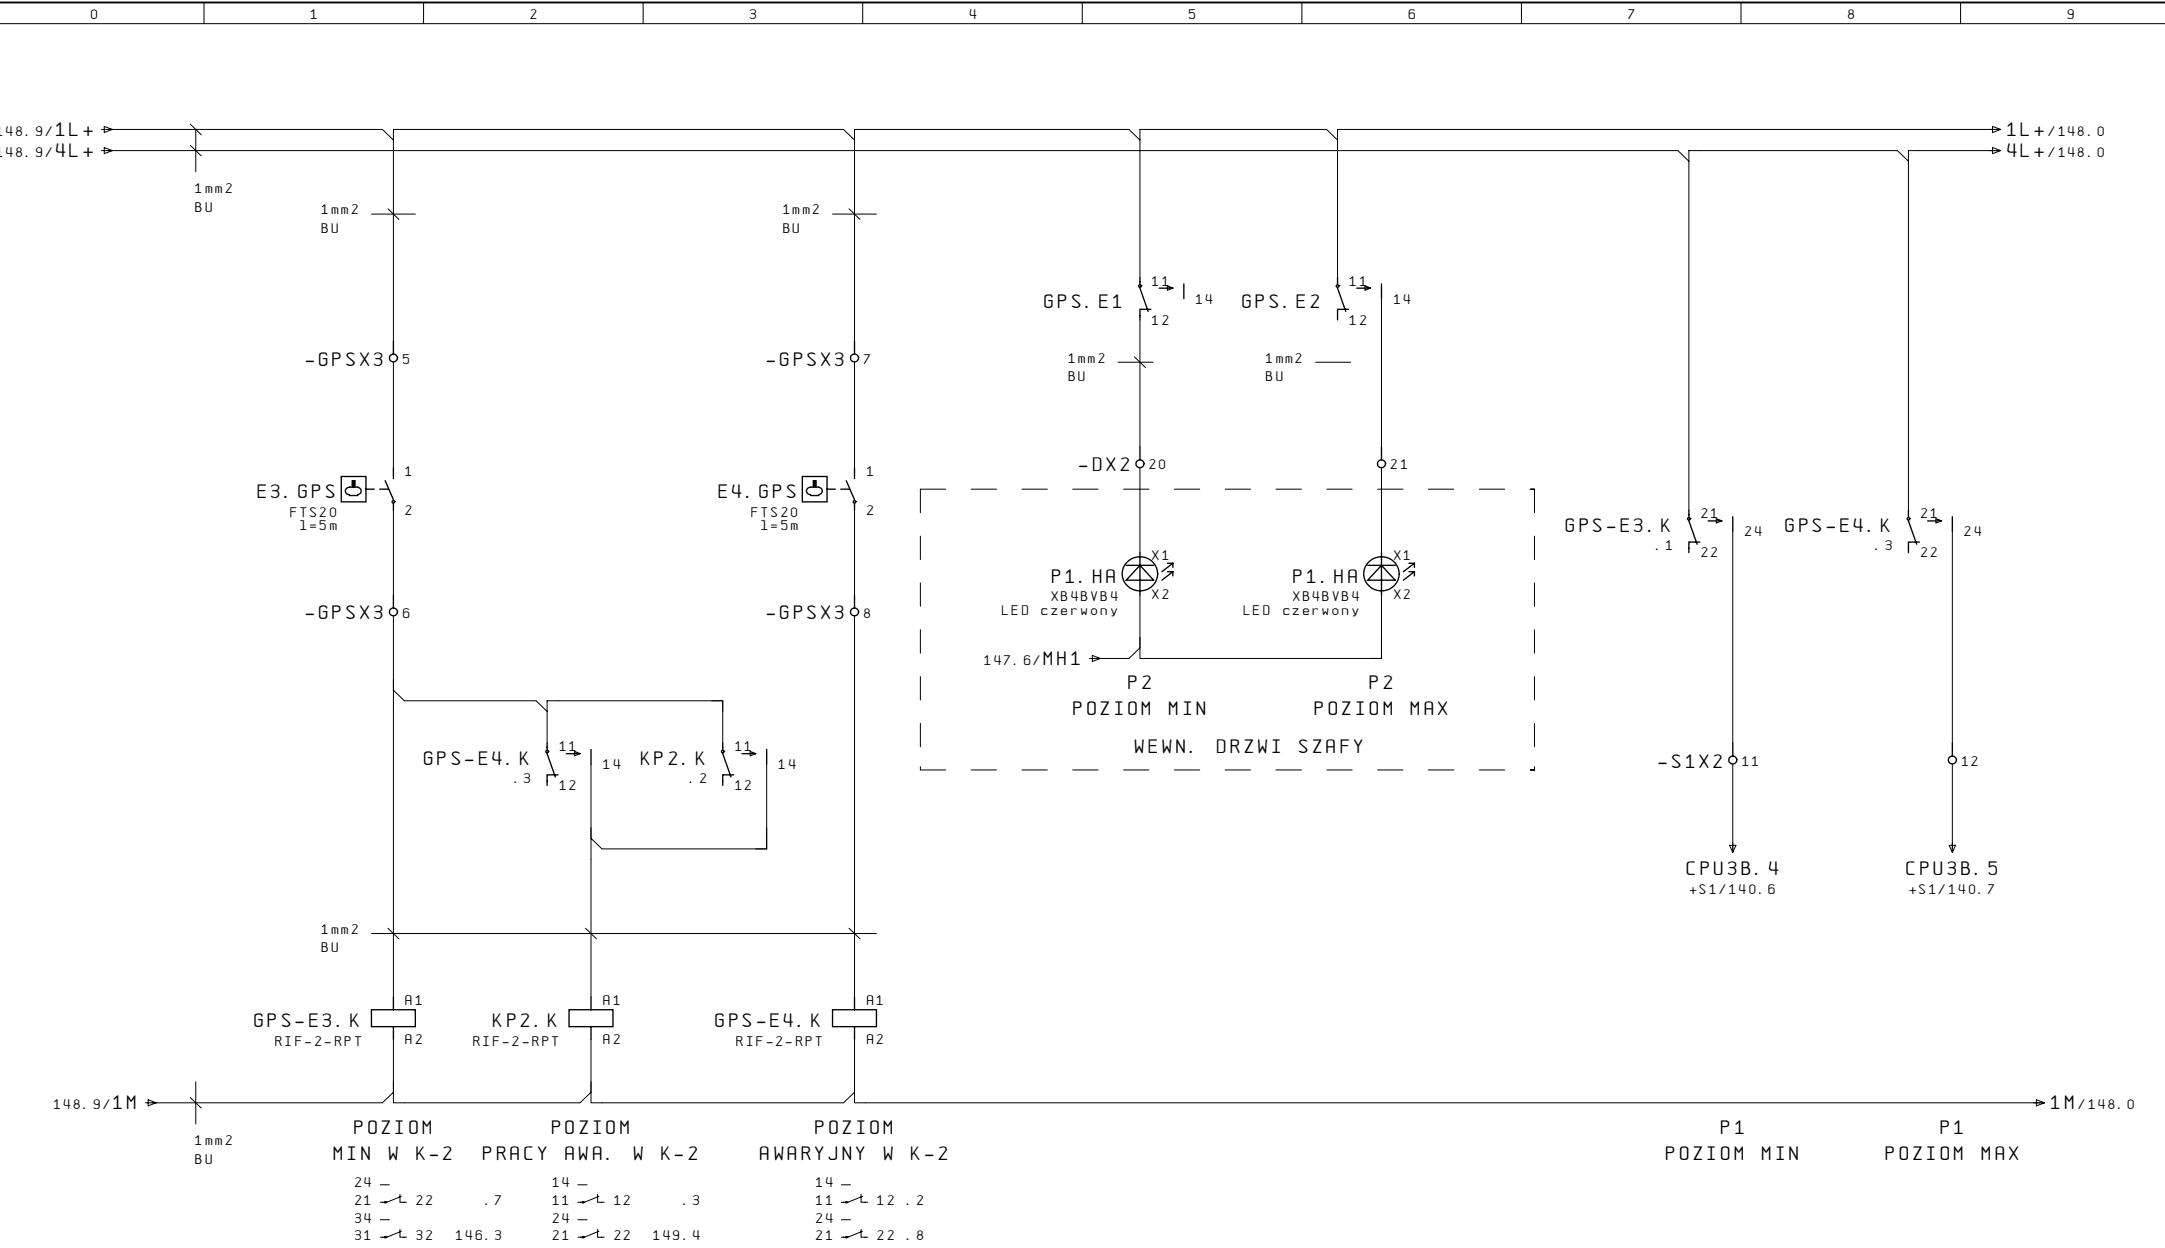 0 1 2 3 4 5 6 7 8 9
148.9/1L+ 1L+/148.0
148.9/4L+ 4L+/148.0
1mm2
BU
1mm2
BU
1mm2
BU
GPS.E1 11 14
12
GPS.E2 11 14
12
-GPSX3 5
-GPSX3 7
1mm2
BU
1mm2
BU
-DX2 20
21
E3.GPS 1
FTS20 2
l=5m
E4.GPS 1
FTS20 2
l=5m
GPS-E3.K 21 24
.1 22
GPS-E4.K 21 24
.3 22
P1.HA X1
XB4BVB4 X2
LED czerwony
P1.HA X1
XB4BVB4 X2
LED czerwony
-GPSX3 6
-GPSX3 8
147.6/MH1
P2
POZIOM MIN
P2
POZIOM MAX
WEWN. DRZWI SZAFY
GPS-E4.K 11 14
.3 12
KP2.K 11 14
.2 12
-S1X2 11
12
CPU3B.4
+S1/140.6
CPU3B.5
+S1/140.7
1mm2
BU
GPS-E3.K A1
RIF-2-RPT A2
KP2.K A1
RIF-2-RPT A2
GPS-E4.K A1
RIF-2-RPT A2
148.9/1M 1M/148.0
1mm2
BU
POZIOM
MIN W K-2
POZIOM
PRACY AWA. W K-2
POZIOM
AWARYJNY W K-2
P1
POZIOM MIN
P1
POZIOM MAX
24
21 22 .7
34
31 32 146.3
14
11 12 .3
24
21 22 149.4
14
11 12 .2
24
21 22 .8